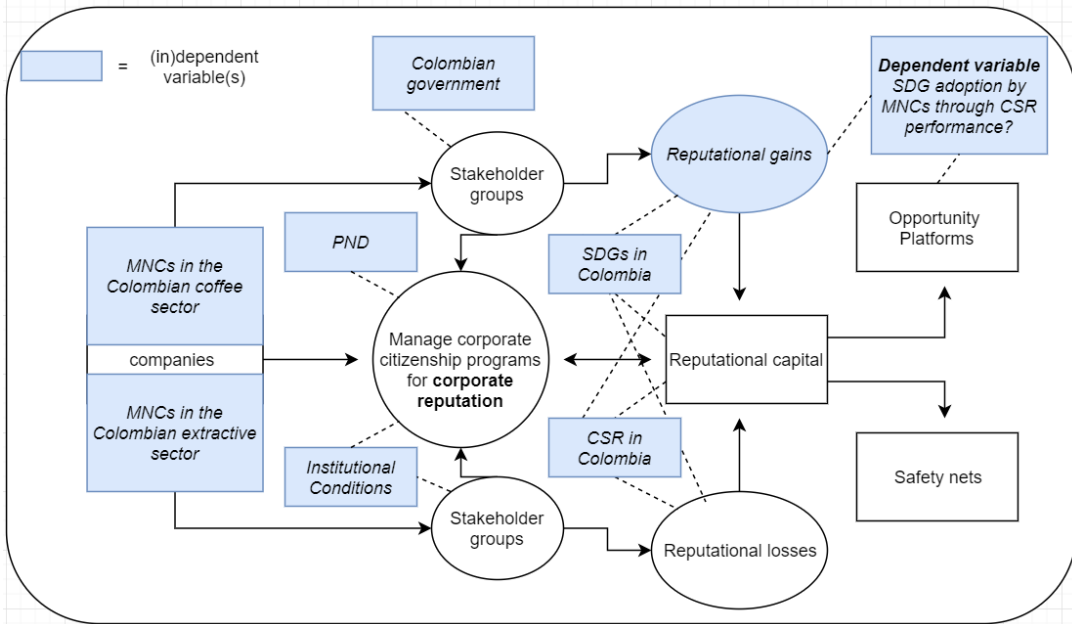 = (in)dependent
variable(s)
Colombian
government
Dependent variable
SDG adoption by
MNCs through CSR
performance?
Stakeholder
groups
Reputational gains
Opportunity
Platforms
PND
SDGs in
Colombia
MNCs in the
Colombian coffee
sector
companies
MNCs in the
Colombian extractive
sector
Manage corporate
citizenship programs
for corporate
reputation
Reputational capital
CSR in
Colombia
Institutional
Conditions
Safety nets
Stakeholder
groups
Reputational losses